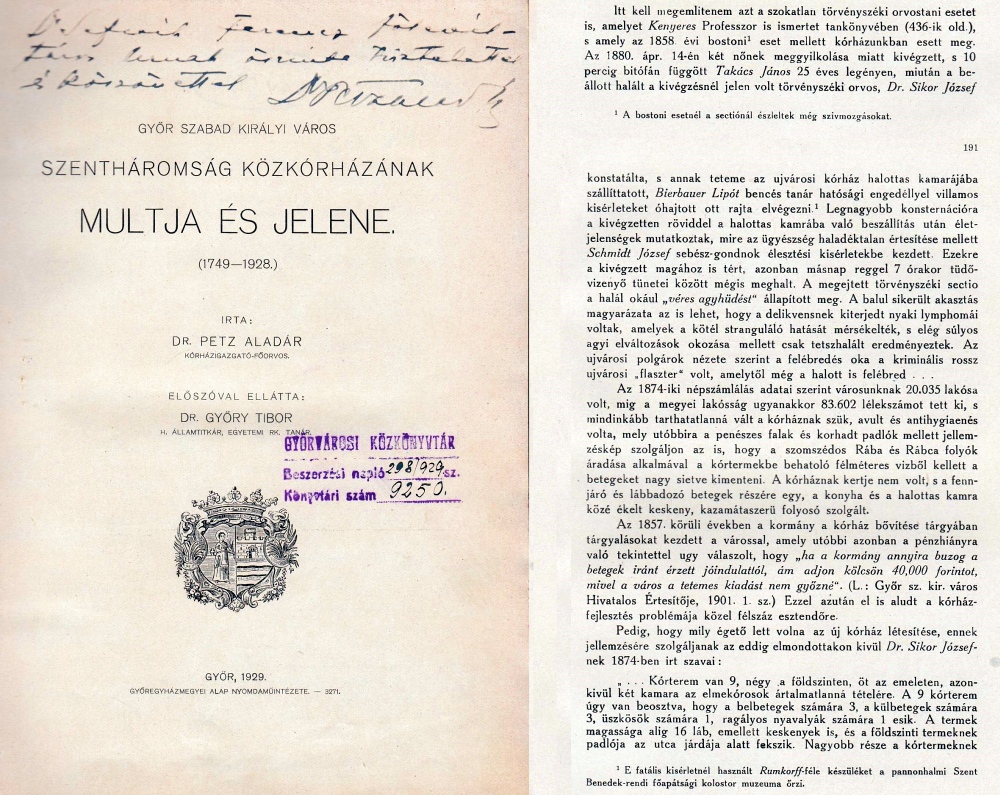 Ferenc
GYŐR SZABAD KIRÁLYI VÁROS
SZENTHÁROMSÁG KÖZKÓRHÁZÁNAK
MULTJA ÉS JELENE.
(1749—1928.)
IRTA:
DR. PETZ ALADÁR
KÓRHÁZIGAZGATÓ-FŐORVOS.
ELŐSZÓVAL ELLÁTTA:
DR. GYŐRY TIBOR
H. ÁLLAMTITKÁR, EGYETEMI RK. TANÁR.
GYŐRVÁROSI KÖZKÖNYVTÁR
Beszerzési napló 298/929 sz.
Könyvtári szám 9250.
GYŐR, 1929.
GYŐREGYHÁZMEGYEI ALAP NYOMDAMŰINTÉZETE. — 3271.
Itt kell megemlítenem azt a szokatlan törvényszéki orvostani esetet
is, amelyet Kenyeres Professzor is ismertet tankönyvében (436-ik old.),
s amely az 1858. évi bostoni¹ eset mellett kórházunkban esett meg.
Az 1880. ápr. 14-én két nőnek meggyilkolása miatt kivégzett, s 10
percig bitófán függött Takács János 25 éves legényen, miután a be-
állott halált a kivégzésnél jelen volt törvényszéki orvos, Dr. Sikor József
¹ A bostoni esetnél a sectiónál észleltek még szivmozgásokat.
191
konstatálta, s annak teteme az ujvárosi kórház halottas kamarájába
szállíttatott, Bierbauer Lipót bencés tanár hatósági engedéllyel villamos
kisérleteket óhajtott ott rajta elvégezni.¹ Legnagyobb konsternációra
a kivégzetten röviddel a halottas kamrába való beszállítás után élet-
jelenségek mutatkoztak, mire az ügyészség haladéktalan értesítése mellett
Schmidt József sebész-gondnok élesztési kisérletekbe kezdett. Ezekre
a kivégzett magához is tért, azonban másnap reggel 7 órakor tüdő-
vizenyő tünetei között mégis meghalt. A megejtett törvényszéki sectio
a halál okául „véres agyhüdést" állapított meg. A balul sikerült akasztás
magyarázata az is lehet, hogy a delikvensnek kiterjedt nyaki lymphomái
voltak, amelyek a kötél stranguláló hatását mérsékelték, s elég súlyos
agyi elváltozások okozása mellett csak tetszhalált eredményeztek. Az
ujvárosi polgárok nézete szerint a felébredés oka a kriminális rossz
ujvárosi „flaszter" volt, amelytől még a halott is felébred . . .
Az 1874-iki népszámlálás adatai szerint városunknak 20.035 lakósa
volt, mig a megyei lakósság ugyanakkor 83.602 lélekszámot tett ki, s
mindinkább tarthatatlanná vált a kórháznak szük, avult és antihygiaenés
volta, mely utóbbira a penészes falak és korhadt padlók mellett jellem-
zéskép szolgáljon az is, hogy a szomszédos Rába és Rábca folyók
áradása alkalmával a kórtermekbe behatoló félméteres vizből kellett a
betegeket nagy sietve kimenteni. A kórháznak kertje nem volt, s a fenn-
járó és lábbadozó betegek részére egy, a konyha és a halottas kamra
közé ékelt keskeny, kazamátaszerű folyosó szolgált.
Az 1857. körüli években a kormány a kórház bővítése tárgyában
tárgyalásokat kezdett a várossal, amely utóbbi azonban a pénzhiányra
való tekintettel ugy válaszolt, hogy „ha a kormány annyira buzog a
betegek iránt érzett jóindulattól, ám adjon kölcsön 40,000 forintot,
mivel a város a tetemes kiadást nem győzné". (L.: Győr sz. kir. város
Hivatalos Értesítője, 1901. 1. sz.) Ezzel azután el is aludt a kórház-
fejlesztés problémája közel félszáz esztendőre.
Pedig, hogy mily égető lett volna az új kórház létesítése, ennek
jellemzésére szolgáljanak az eddig elmondottakon kivül Dr. Sikor József-
nek 1874-ben irt szavai:
„ . . . Kórterem van 9, négy a földszinten, öt az emeleten, azon-
kivül két kamara az elmekórosok ártalmatlanná tételére. A 9 kórterem
úgy van beosztva, hogy a belbetegek számára 3, a külbetegek számára
3, üszkösök számára 1, ragályos nyavalyák számára 1 esik. A termek
magassága alig 16 láb, emellett keskenyek is, és a földszinti termeknek
padlója az utca járdája alatt fekszik. Nagyobb része a kórtermeknek
¹ E fatális kisérletnél használt Rumkorff-féle készüléket a pannonhalmi Szent
Benedek-rendi főapátsági kolostor muzeuma őrzi.